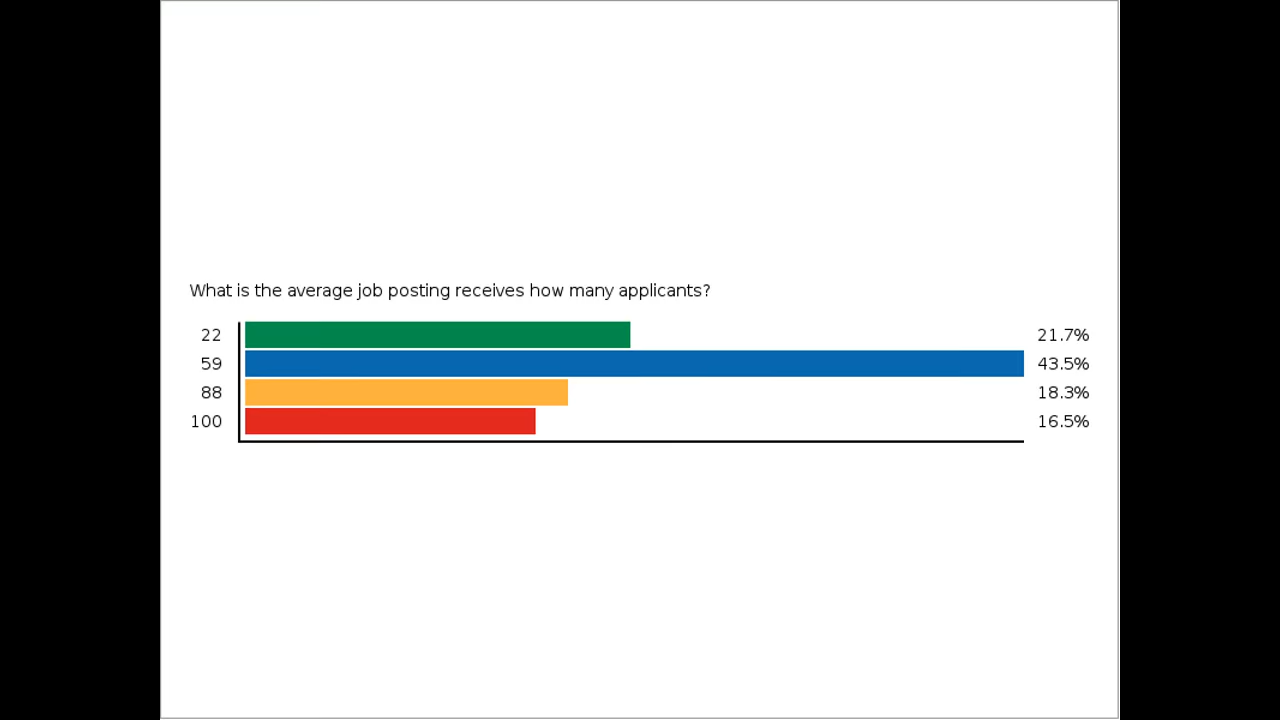 What is the average job posting receives how many applicants?
22 21.7%
59 43.5%
88 18.3%
100 16.5%